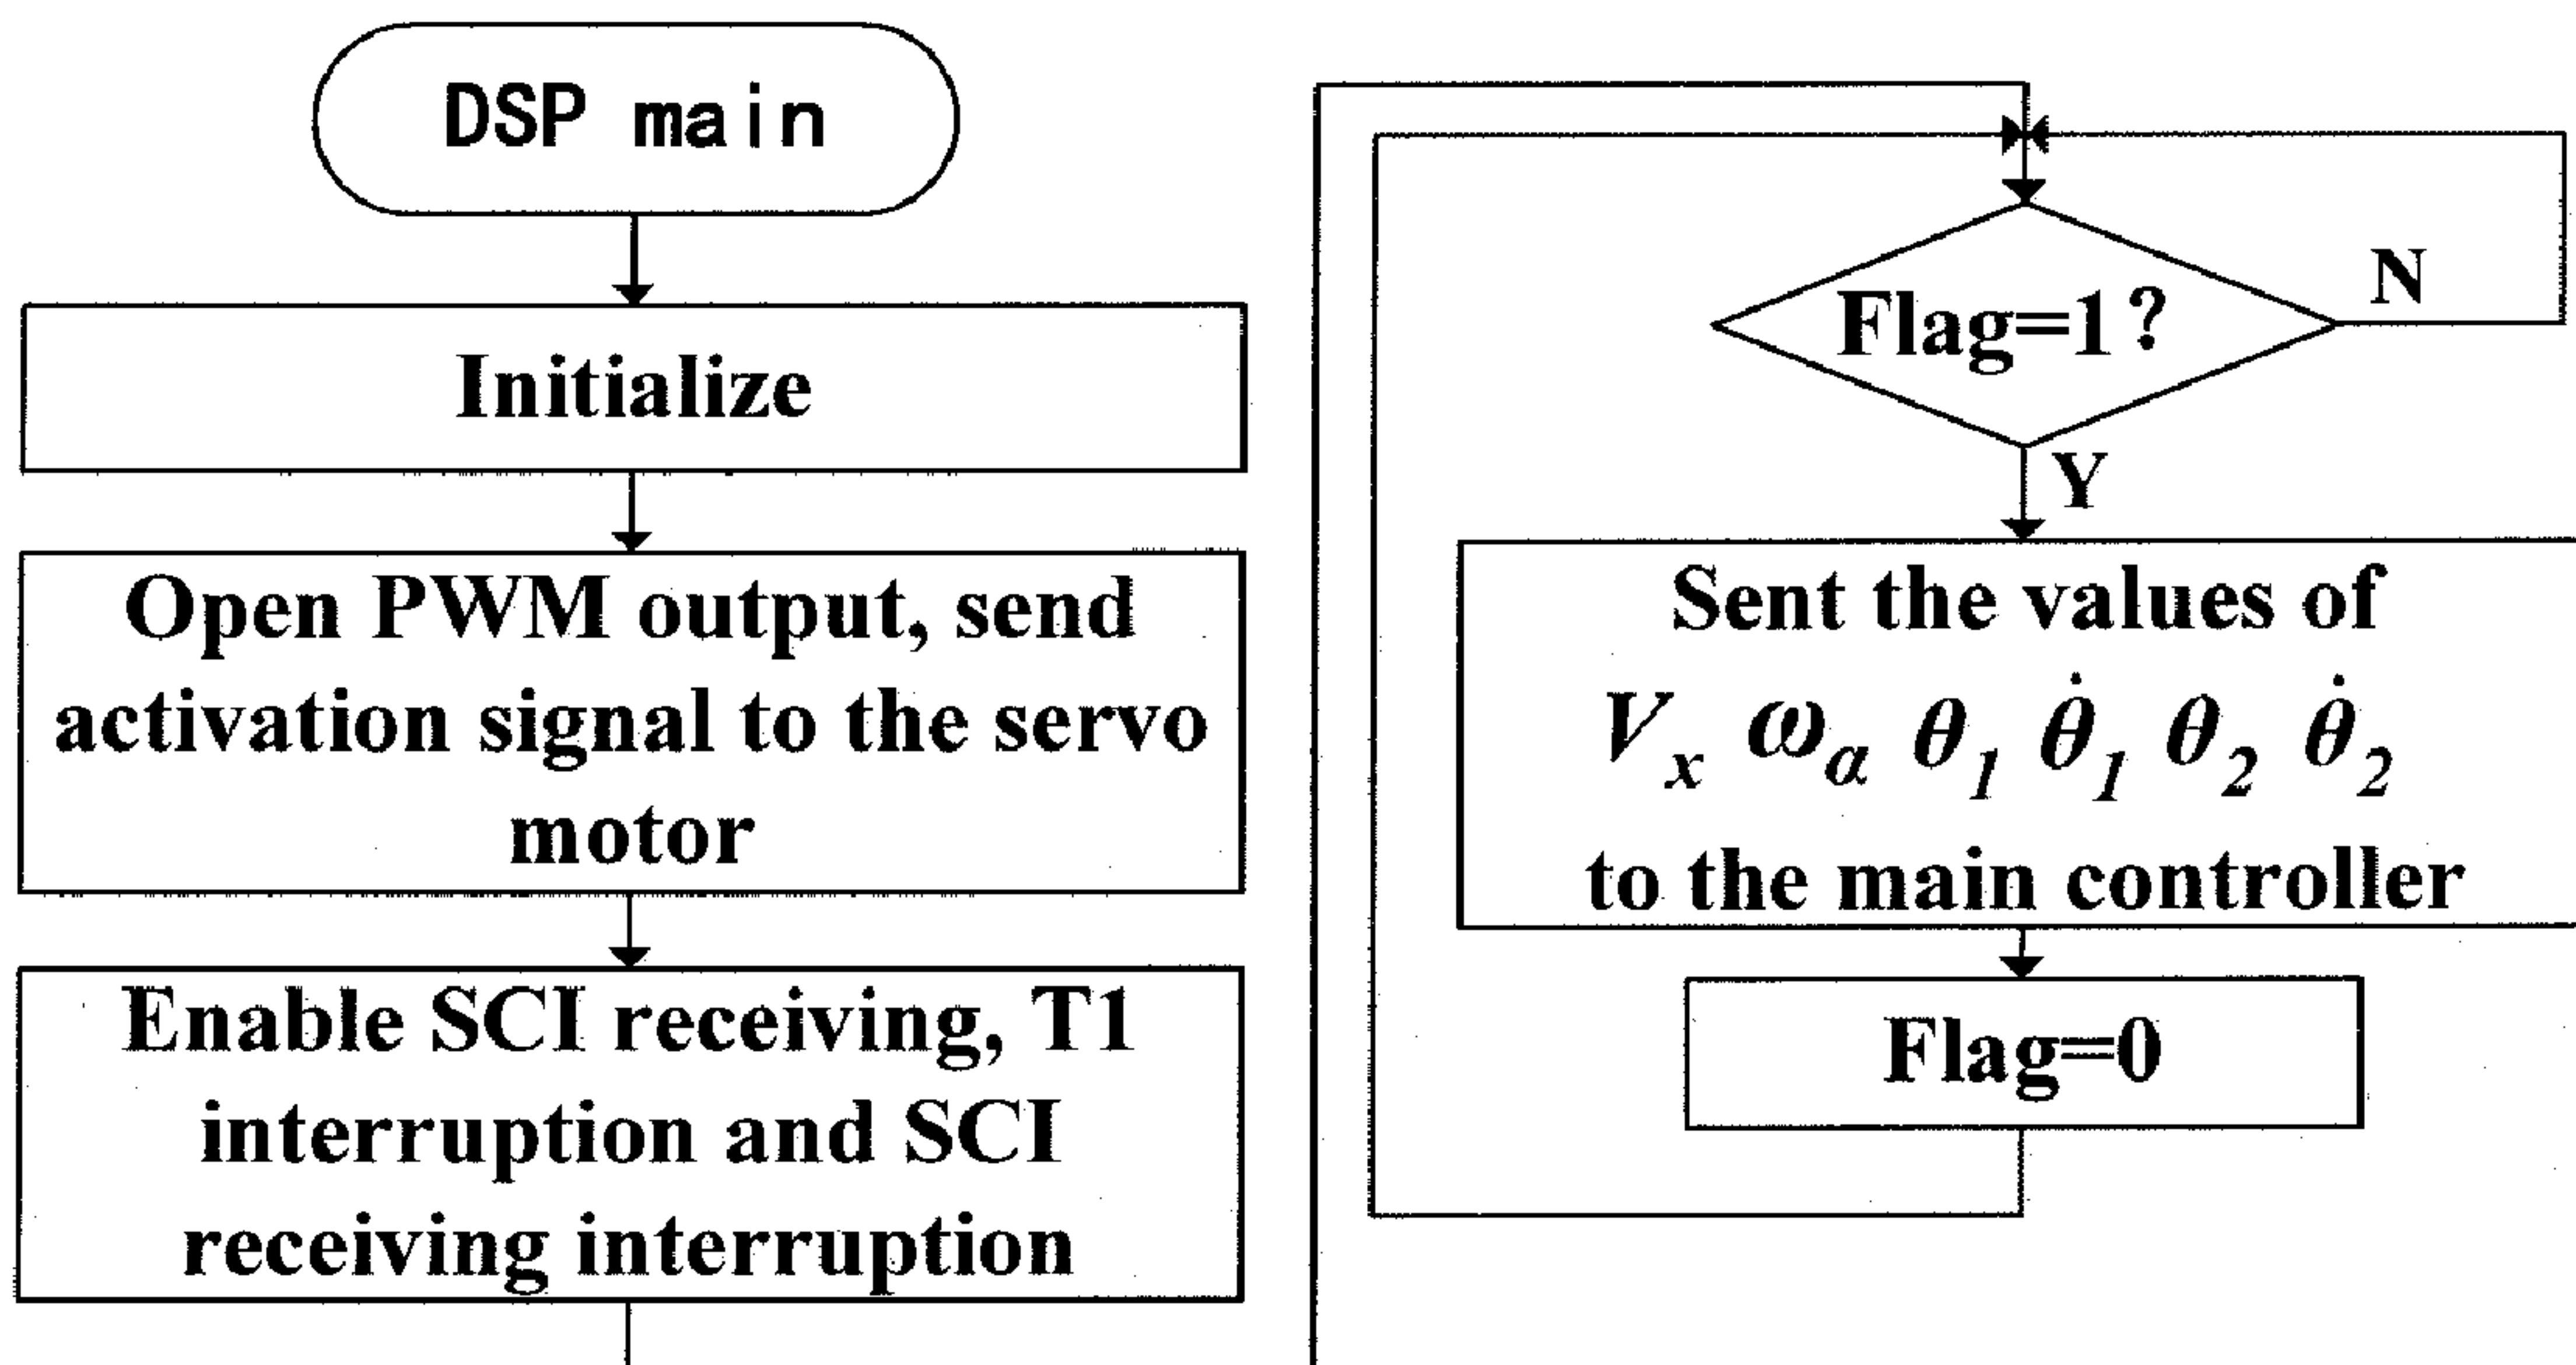 DSP main
Initialize
Open PWM output, send
activation signal to the servo
motor
Enable SCI receiving, T1
interruption and SCI
receiving interruption
Flag=1?
N
Y
Sent the values of
Vₓ ω_α θ₁ θ̇₁ θ₂ θ̇₂
to the main controller
Flag=0